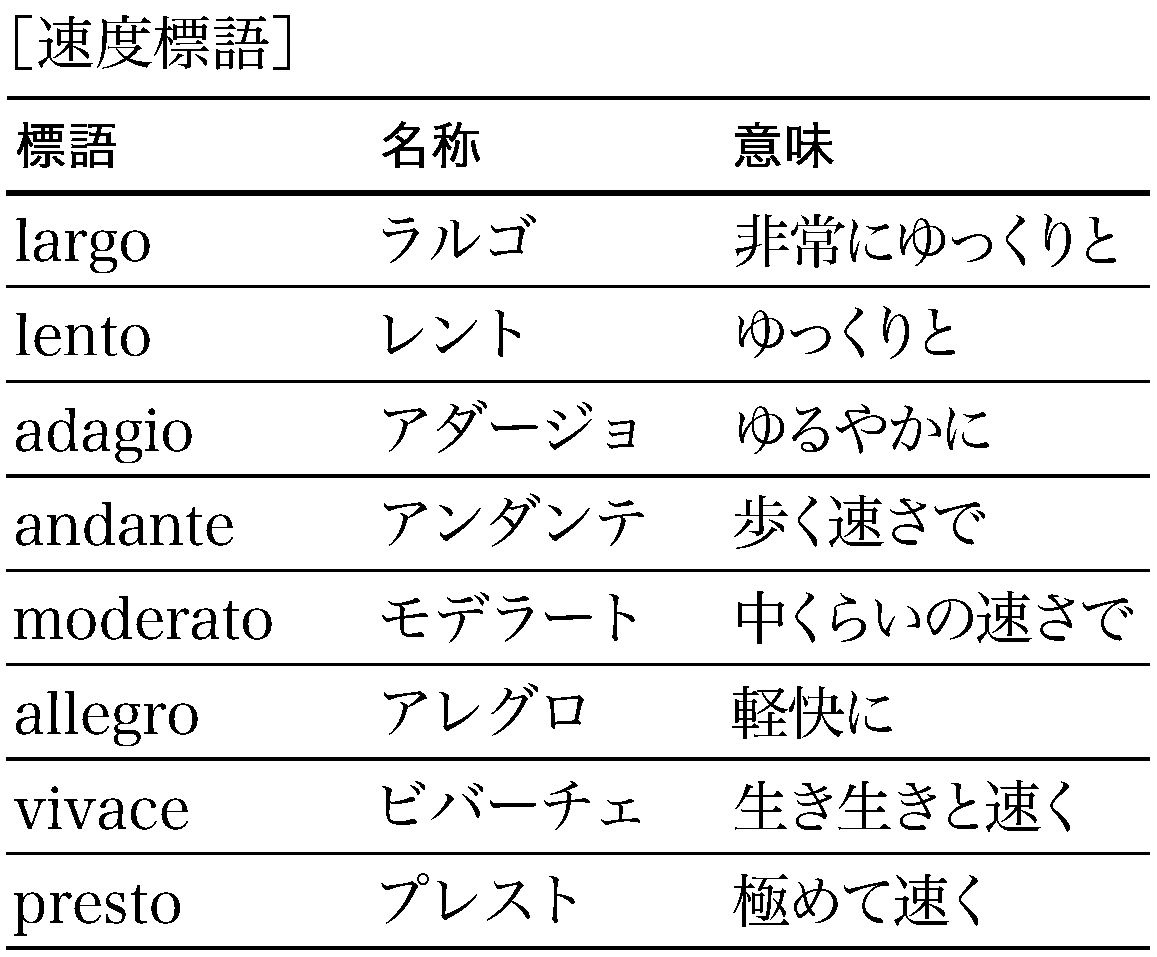 ［速度標語］
標語 名称 意味
largo ラルゴ 非常にゆっくりと
lento レント ゆっくりと
adagio アダージョ ゆるやかに
andante アンダンテ 歩く速さで
moderato モデラート 中くらいの速さで
allegro アレグロ 軽快に
vivace ビバーチェ 生き生きと速く
presto プレスト 極めて速く